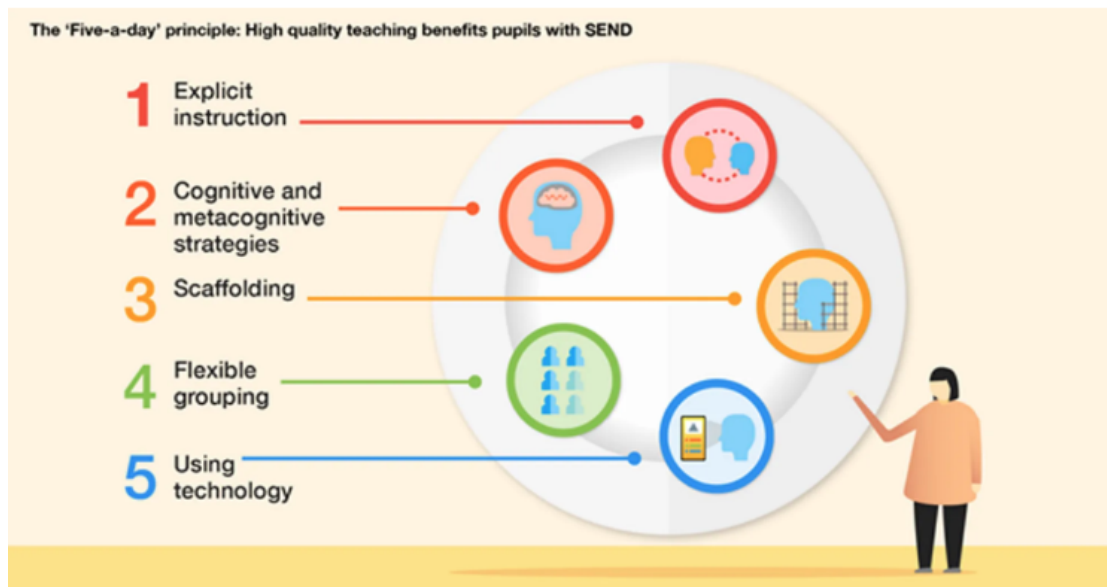 The 'Five-a-day' principle: High quality teaching benefits pupils with SEND
1 Explicit
instruction
2 Cognitive and
metacognitive
strategies
3 Scaffolding
4 Flexible
grouping
5 Using
technology